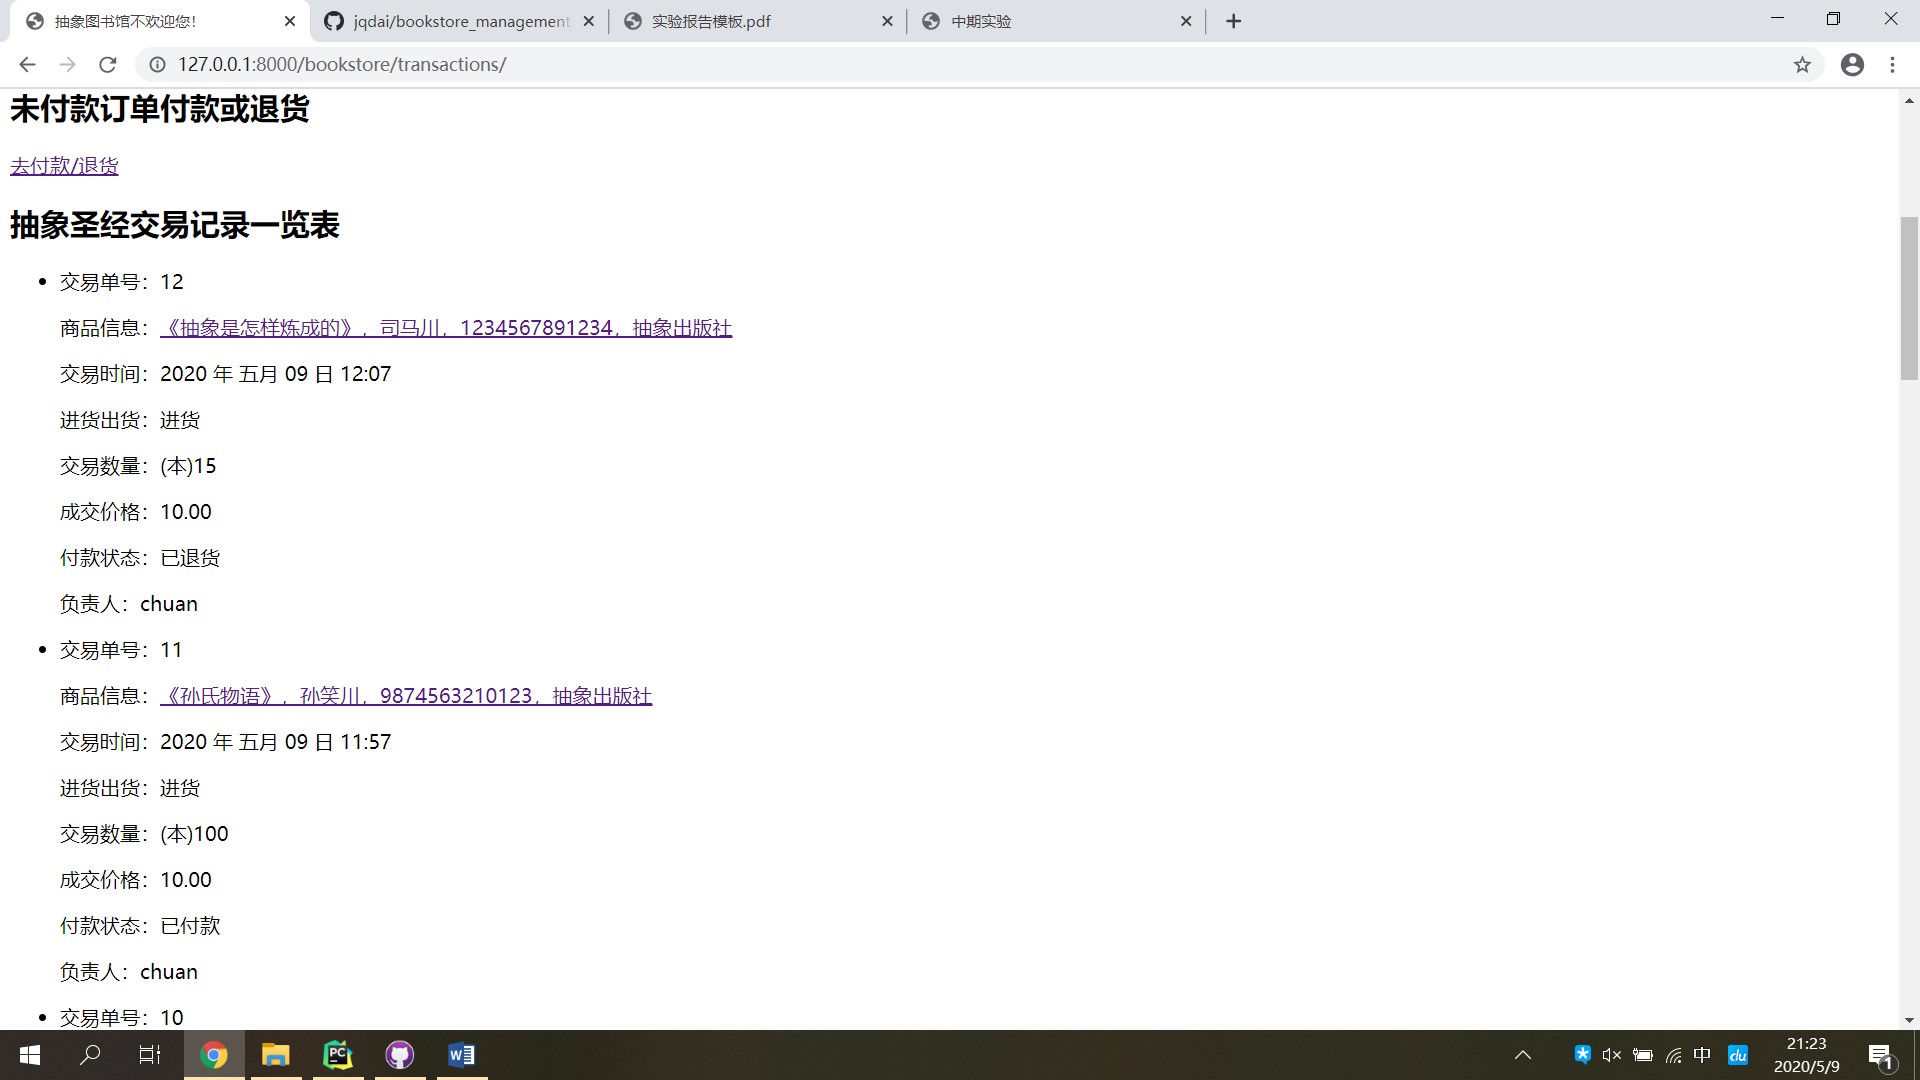 抽象图书馆不欢迎您!
jqdai/bookstore_management
实验报告模板.pdf
中期实验
127.0.0.1:8000/bookstore/transactions/
未付款订单付款或退货
去付款/退货
抽象圣经交易记录一览表
交易单号：12
商品信息：《抽象是怎样炼成的》，司马川，1234567891234，抽象出版社
交易时间：2020 年 五月 09 日 12:07
进货出货：进货
交易数量：(本)15
成交价格：10.00
付款状态：已退货
负责人：chuan
交易单号：11
商品信息：《孙氏物语》，孙笑川，9874563210123，抽象出版社
交易时间：2020 年 五月 09 日 11:57
进货出货：进货
交易数量：(本)100
成交价格：10.00
付款状态：已付款
负责人：chuan
交易单号：10
PC
W
中
du
21:23
2020/5/9
1